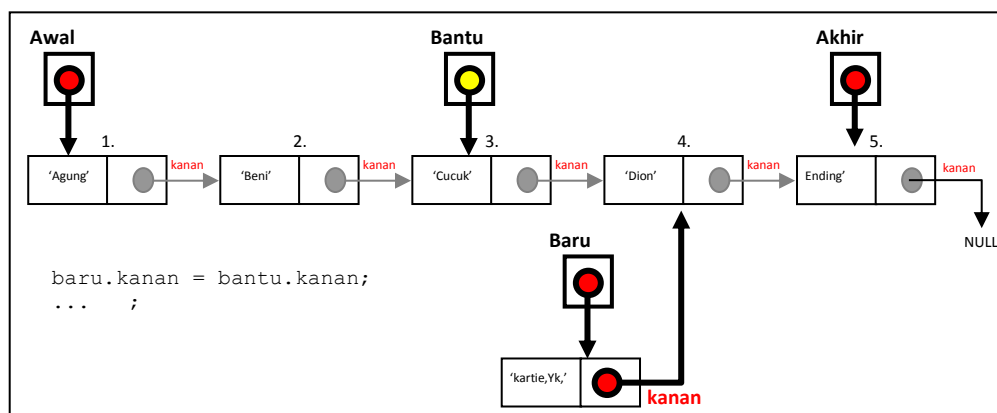 Awal Bantu Akhir
1. 2. 3. 4. 5.
‘Agung’ kanan ‘Beni’ kanan ‘Cucuk’ kanan ‘Dion’ kanan Ending’ kanan
NULL
Baru
baru.kanan = bantu.kanan;
... ;
‘kartie,Yk,’
kanan